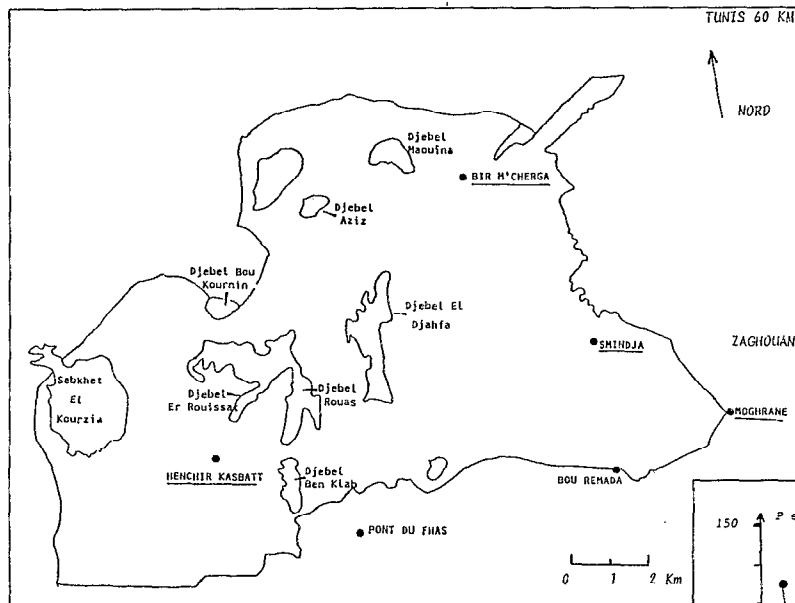 TUNIS 60 KM
NORD
Djebel
Maouîna
BIR M'CHERGA
Djebel
Aziz
Djebel Bou
Kournin
Djebel El
Djahfa
SMINDJA
ZAGHOUAN
Sebkhet
El
Kourzia
Djebel
Er Rouissat
Djebel
Rouas
MOGHRANE
HENCHIR KASBATT
Djebel
Ben Klab
BOU REMADA
PONT DU FHAS
0 1 2 Km
150
P